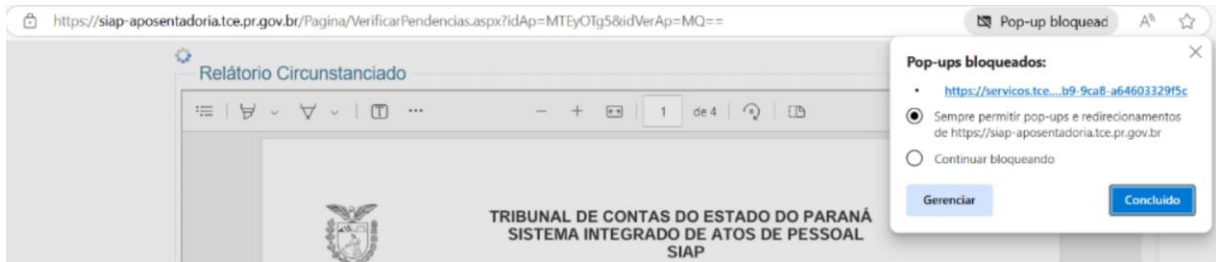 https://siap-aposentadoria.tce.pr.gov.br/Pagina/VerificarPendencias.aspx?idAp=MTEyOTg5&idVerAp=MQ==
Pop-up bloquead
Pop-ups bloqueados:
https://servicos.tce....b9-9ca8-a64603329f5c
Sempre permitir pop-ups e redirecionamentos
de https://siap-aposentadoria.tce.pr.gov.br
Continuar bloqueando
Gerenciar
Concluído
Relátorio Circunstanciado
1 de 4
TRIBUNAL DE CONTAS DO ESTADO DO PARANÁ
SISTEMA INTEGRADO DE ATOS DE PESSOAL
SIAP